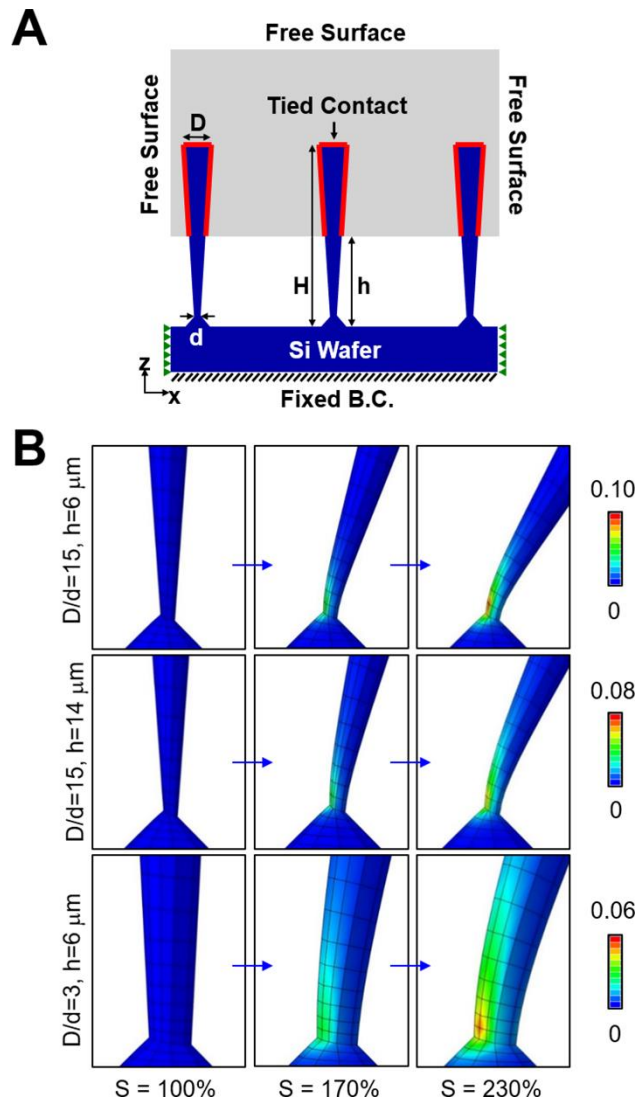 A
Free Surface
Free Surface
D
Tied Contact
Free Surface
H
h
d
Si Wafer
z
x
Fixed B.C.
B
D/d=15, h=6 μm
0.10
0
D/d=15, h=14 μm
0.08
0
D/d=3, h=6 μm
0.06
0
S = 100%
S = 170%
S = 230%